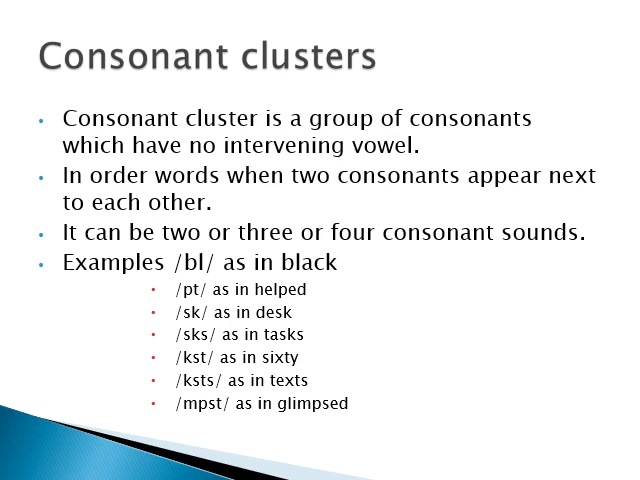 Consonant clusters
• Consonant cluster is a group of consonants
which have no intervening vowel.
• In order words when two consonants appear next
to each other.
• It can be two or three or four consonant sounds.
• Examples /bl/ as in black
• /pt/ as in helped
• /sk/ as in desk
• /sks/ as in tasks
• /kst/ as in sixty
• /ksts/ as in texts
• /mpst/ as in glimpsed